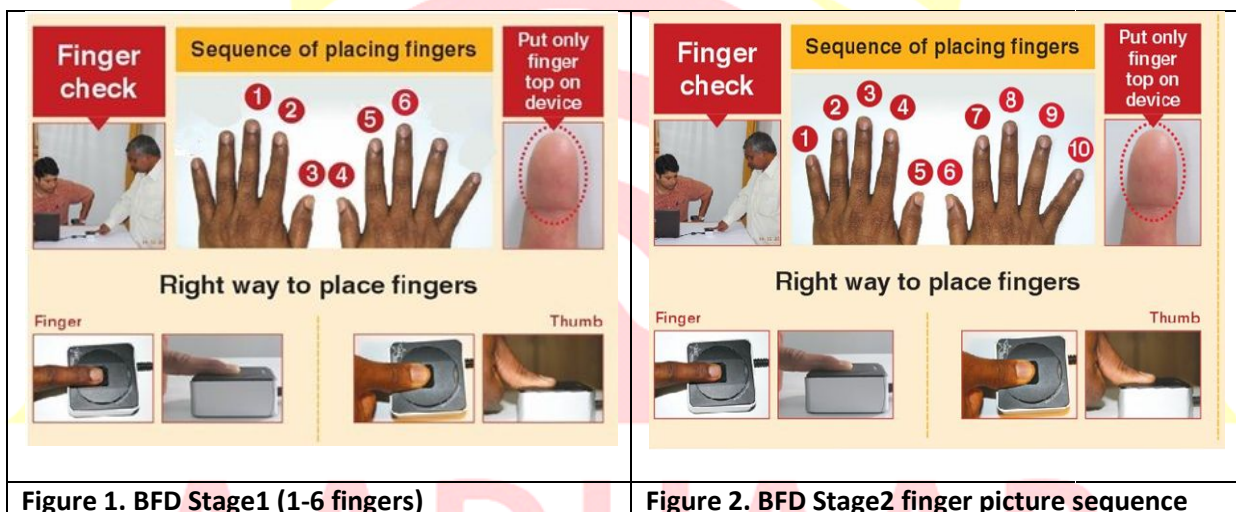 Finger
check
Sequence of placing fingers
Put only
finger
top on
device
1
2
3
4
5
6
Right way to place fingers
Finger
Thumb
Figure 1. BFD Stage1 (1-6 fingers)
Finger
check
Sequence of placing fingers
Put only
finger
top on
device
1
2
3
4
5
6
7
8
9
10
Right way to place fingers
Finger
Thumb
Figure 2. BFD Stage2 finger picture sequence
AADHAAR